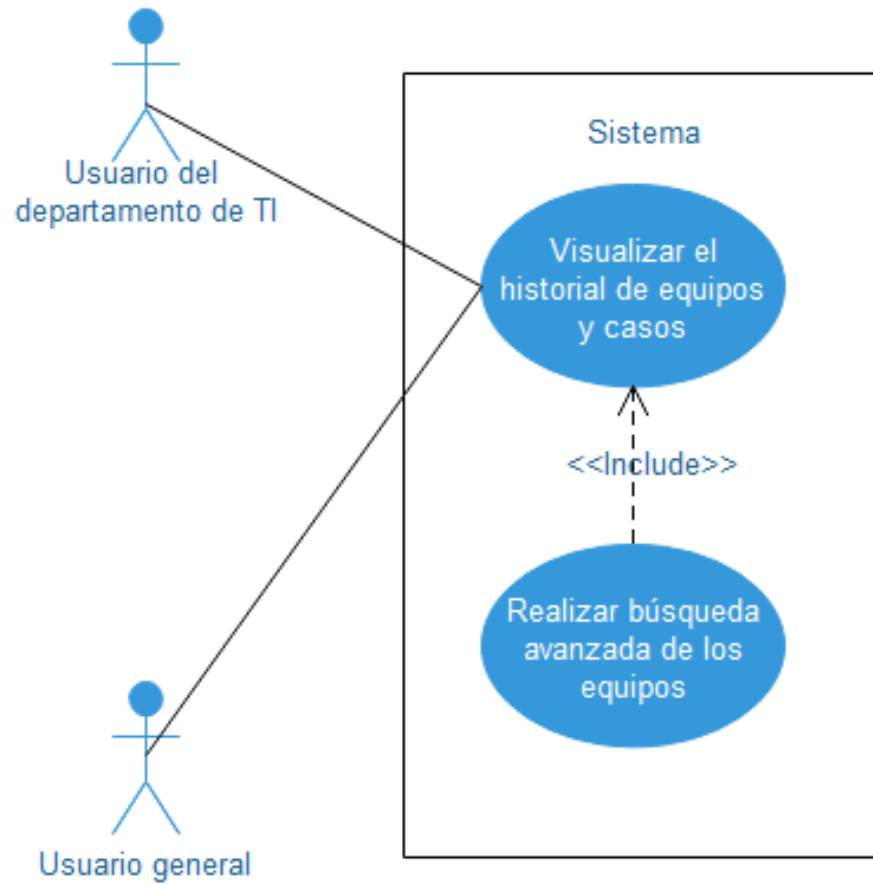 Usuario del
departamento de TI
Sistema
Visualizar el
historial de equipos
y casos
<<Include>>
Realizar búsqueda
avanzada de los
equipos
Usuario general